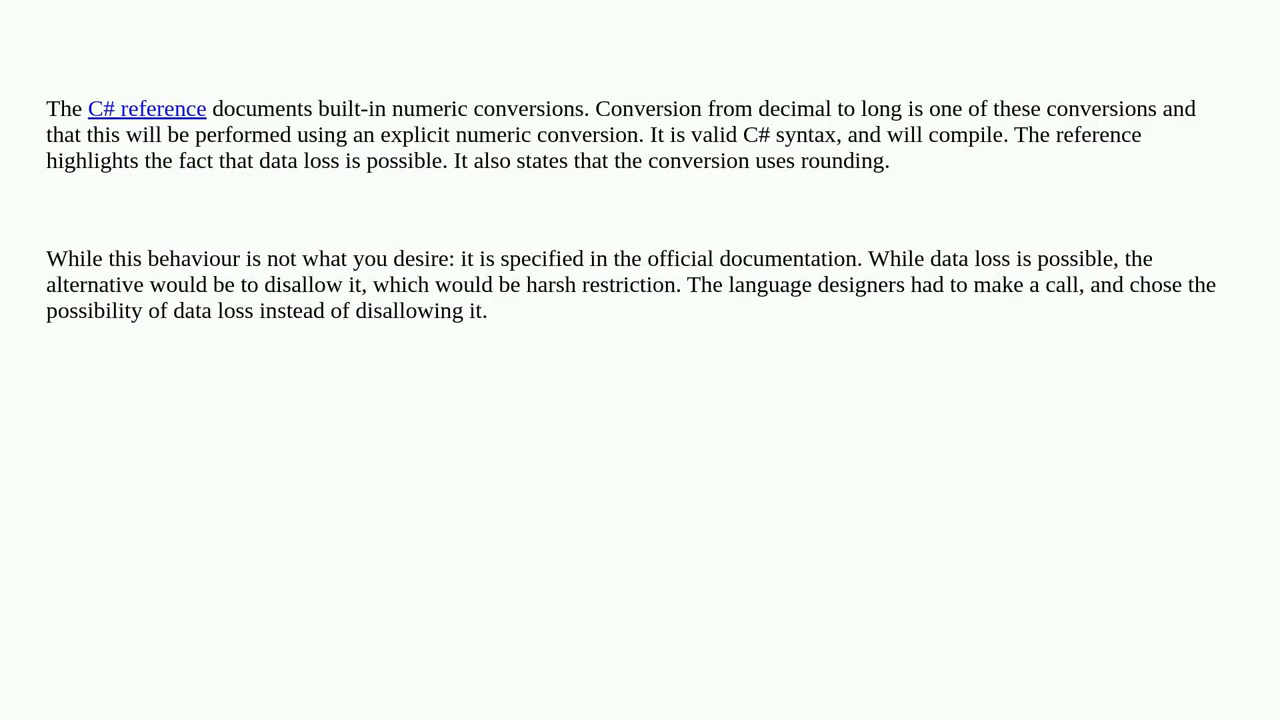 The C# reference documents built-in numeric conversions. Conversion from decimal to long is one of these conversions and
that this will be performed using an explicit numeric conversion. It is valid C# syntax, and will compile. The reference
highlights the fact that data loss is possible. It also states that the conversion uses rounding.
While this behaviour is not what you desire: it is specified in the official documentation. While data loss is possible, the
alternative would be to disallow it, which would be harsh restriction. The language designers had to make a call, and chose the
possibility of data loss instead of disallowing it.